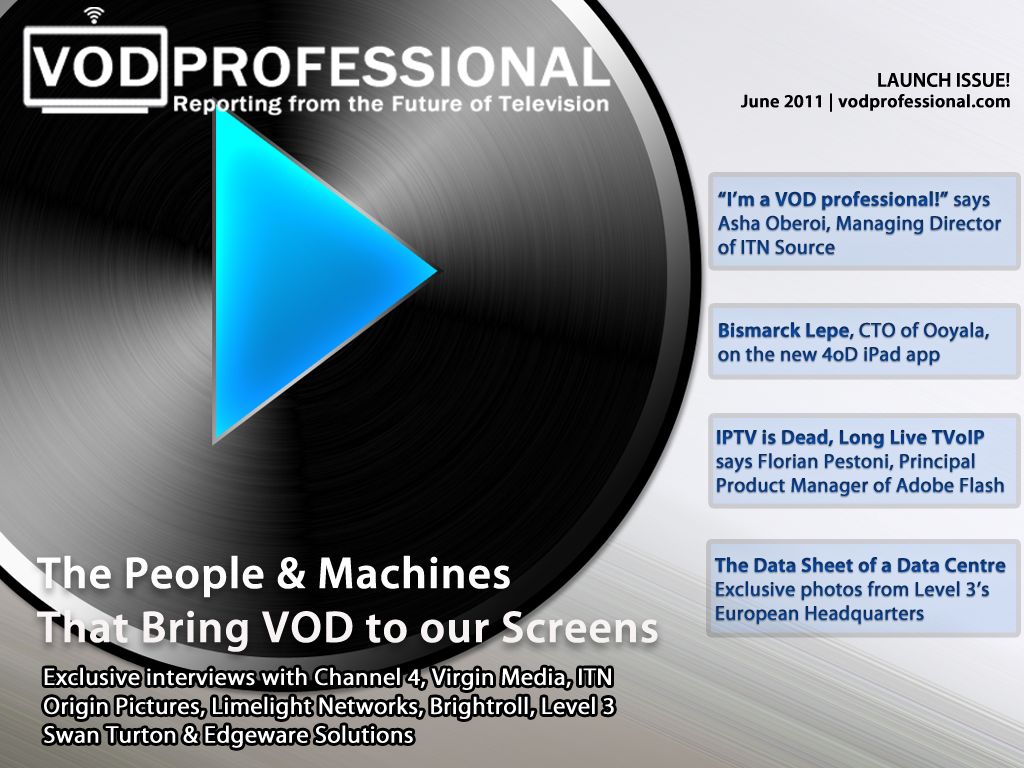 VOD PROFESSIONAL
Reporting from the Future of Television
LAUNCH ISSUE!
June 2011 | vodprofessional.com
“I’m a VOD professional!” says
Asha Oberoi, Managing Director
of ITN Source
Bismarck Lepe, CTO of Ooyala,
on the new 4oD iPad app
IPTV is Dead, Long Live TVoIP
says Florian Pestoni, Principal
Product Manager of Adobe Flash
The Data Sheet of a Data Centre
Exclusive photos from Level 3’s
European Headquarters
The People & Machines
That Bring VOD to our Screens
Exclusive interviews with Channel 4, Virgin Media, ITN
Origin Pictures, Limelight Networks, Brightroll, Level 3
Swan Turton & Edgeware Solutions